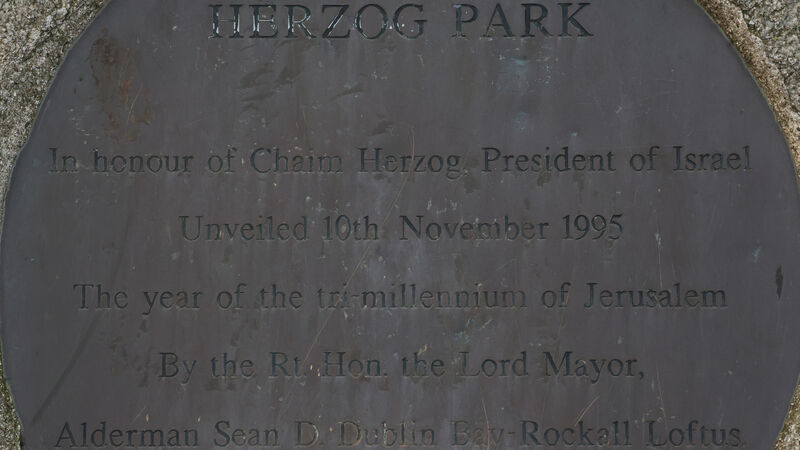 HERZOG PARK
In honour of Chaim Herzog, President of Israel
Unveiled 10th November 1995
The year of the tri-millennium of Jerusalem
By the Rt. Hon. the Lord Mayor,
Alderman Sean D. Dublin Bay-Rockall Loftus.